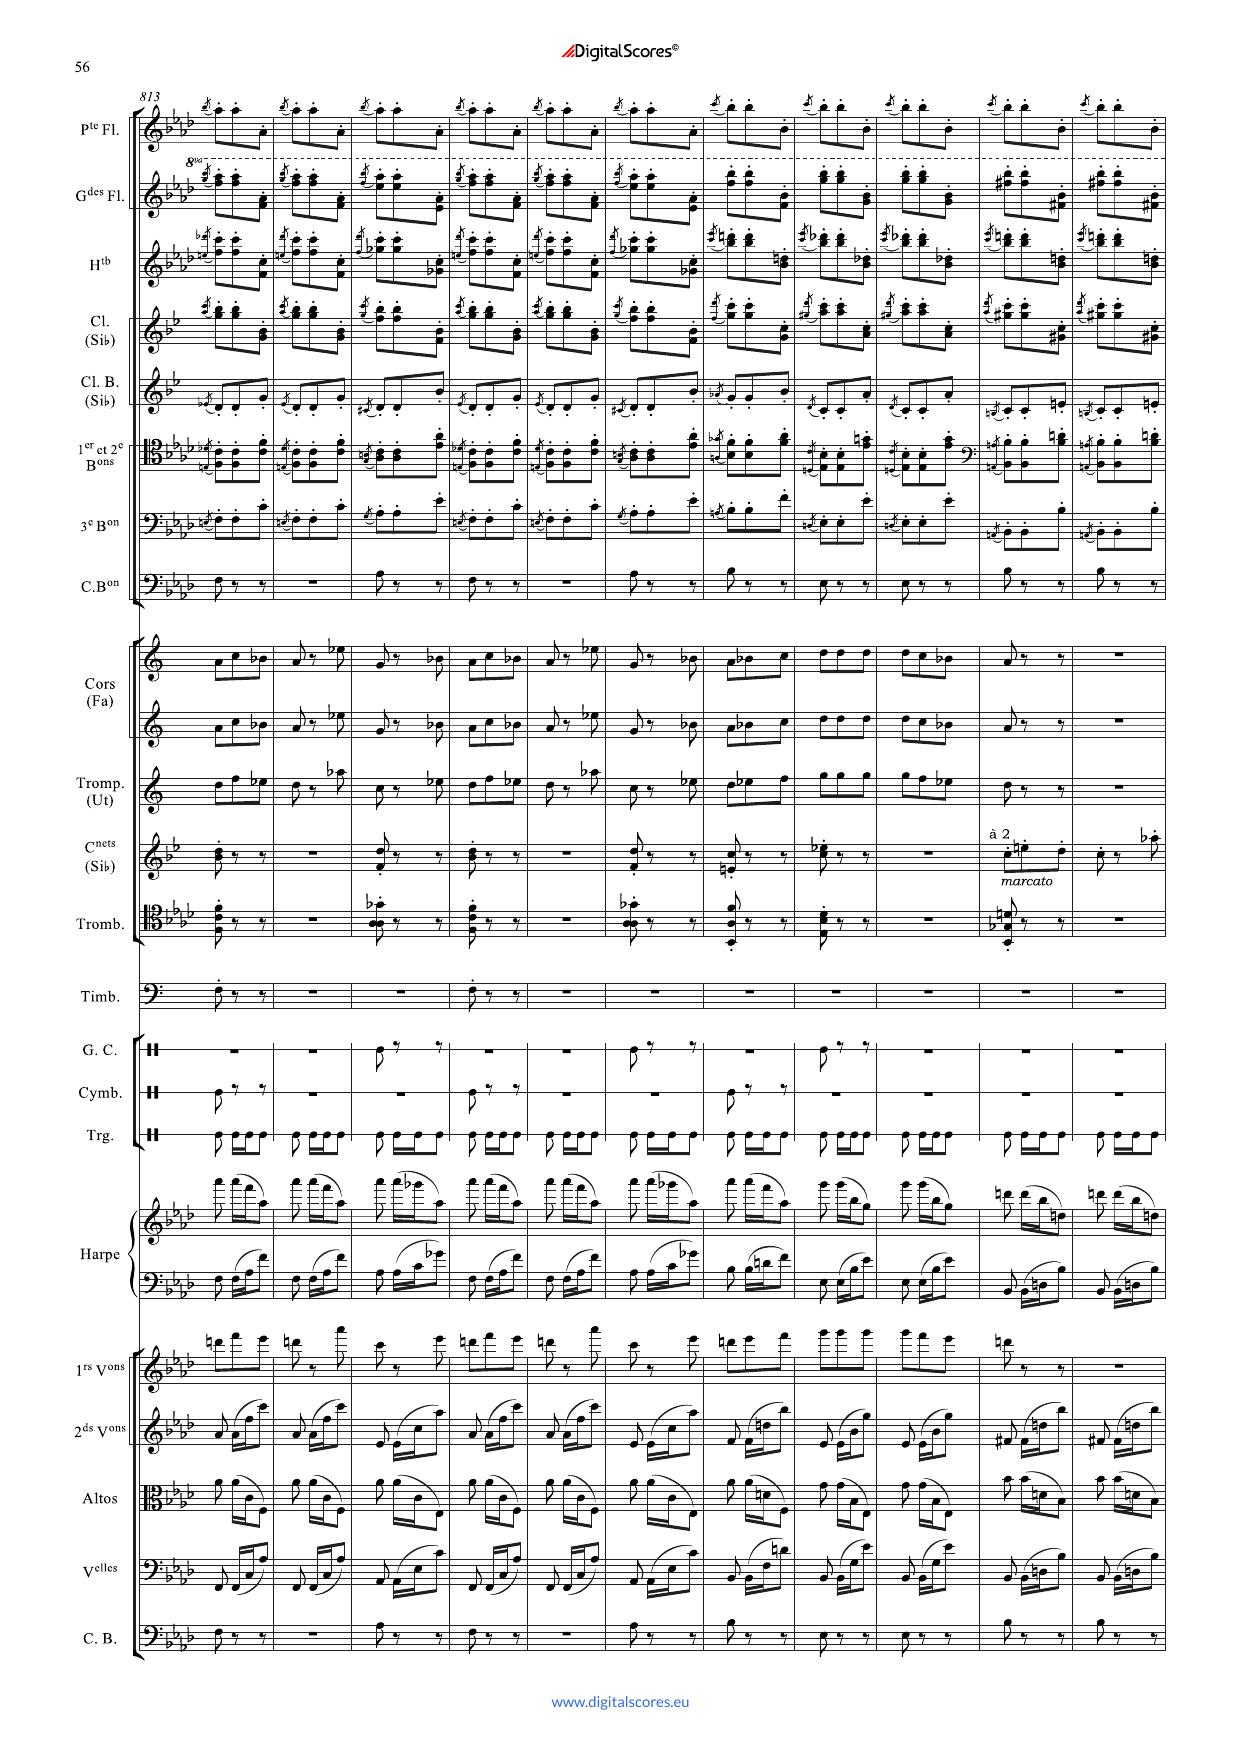 DigitalScores©
56
813
Pte Fl.
8va
Gdes Fl.
Htb
Cl.
(Si♭)
Cl. B.
(Si♭)
1er et 2e
Bons
3e Bon
C.Bon
Cors
(Fa)
Tromp.
(Ut)
à 2
Cnets
(Si♭)
marcato
Tromb.
Timb.
G. C.
Cymb.
Trg.
Harpe
1rs Vons
2ds Vons
Altos
Velles
C. B.
www.digitalscores.eu